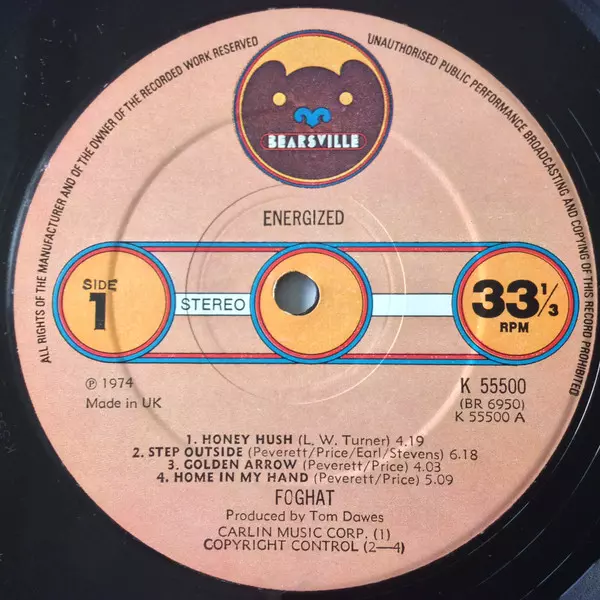 ALL RIGHTS OF THE MANUFACTURER AND OF THE OWNER OF THE RECORDED WORK RESERVED
UNAUTHORISED PUBLIC PERFORMANCE BROADCASTING AND COPYING OF THIS RECORD PROHIBITED
BEARSVILLE
ENERGIZED
SIDE
1
STEREO
33 1/3
RPM
℗ 1974
Made in UK
K 55500
(BR 6950)
K 55500 A
1. HONEY HUSH (L. W. Turner) 4.19
2. STEP OUTSIDE (Peverett/Price/Earl/Stevens) 6.18
3. GOLDEN ARROW (Peverett/Price) 4.03
4. HOME IN MY HAND (Peverett/Price) 5.09
FOGHAT
Produced by Tom Dawes
CARLIN MUSIC CORP. (1)
COPYRIGHT CONTROL (2—4)